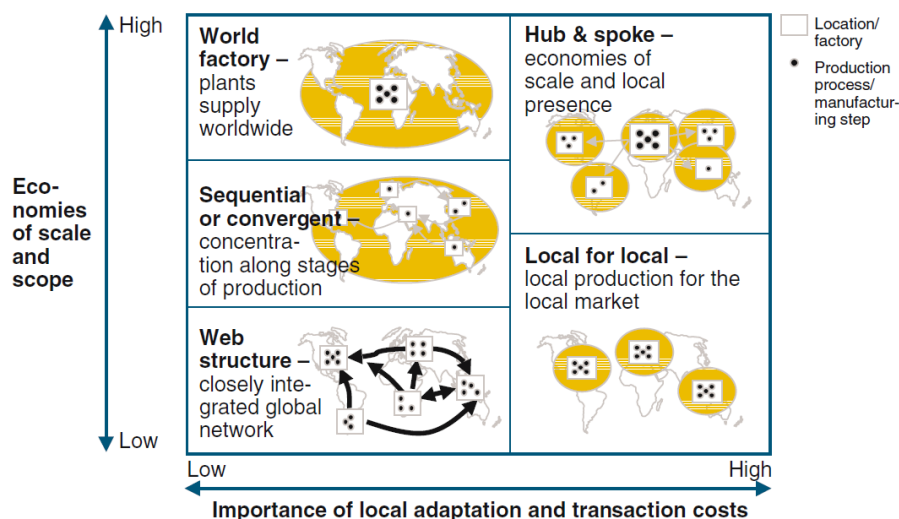 High
Eco-
nomies
of scale
and
scope
Low
World
factory –
plants
supply
worldwide
Sequential
or convergent –
concentra-
tion along stages
of production
Web
structure –
closely inte-
grated global
network
Hub & spoke –
economies of
scale and local
presence
Local for local –
local production for the
local market
Location/
factory
Production
process/
manufactur-
ing step
Low
High
Importance of local adaptation and transaction costs